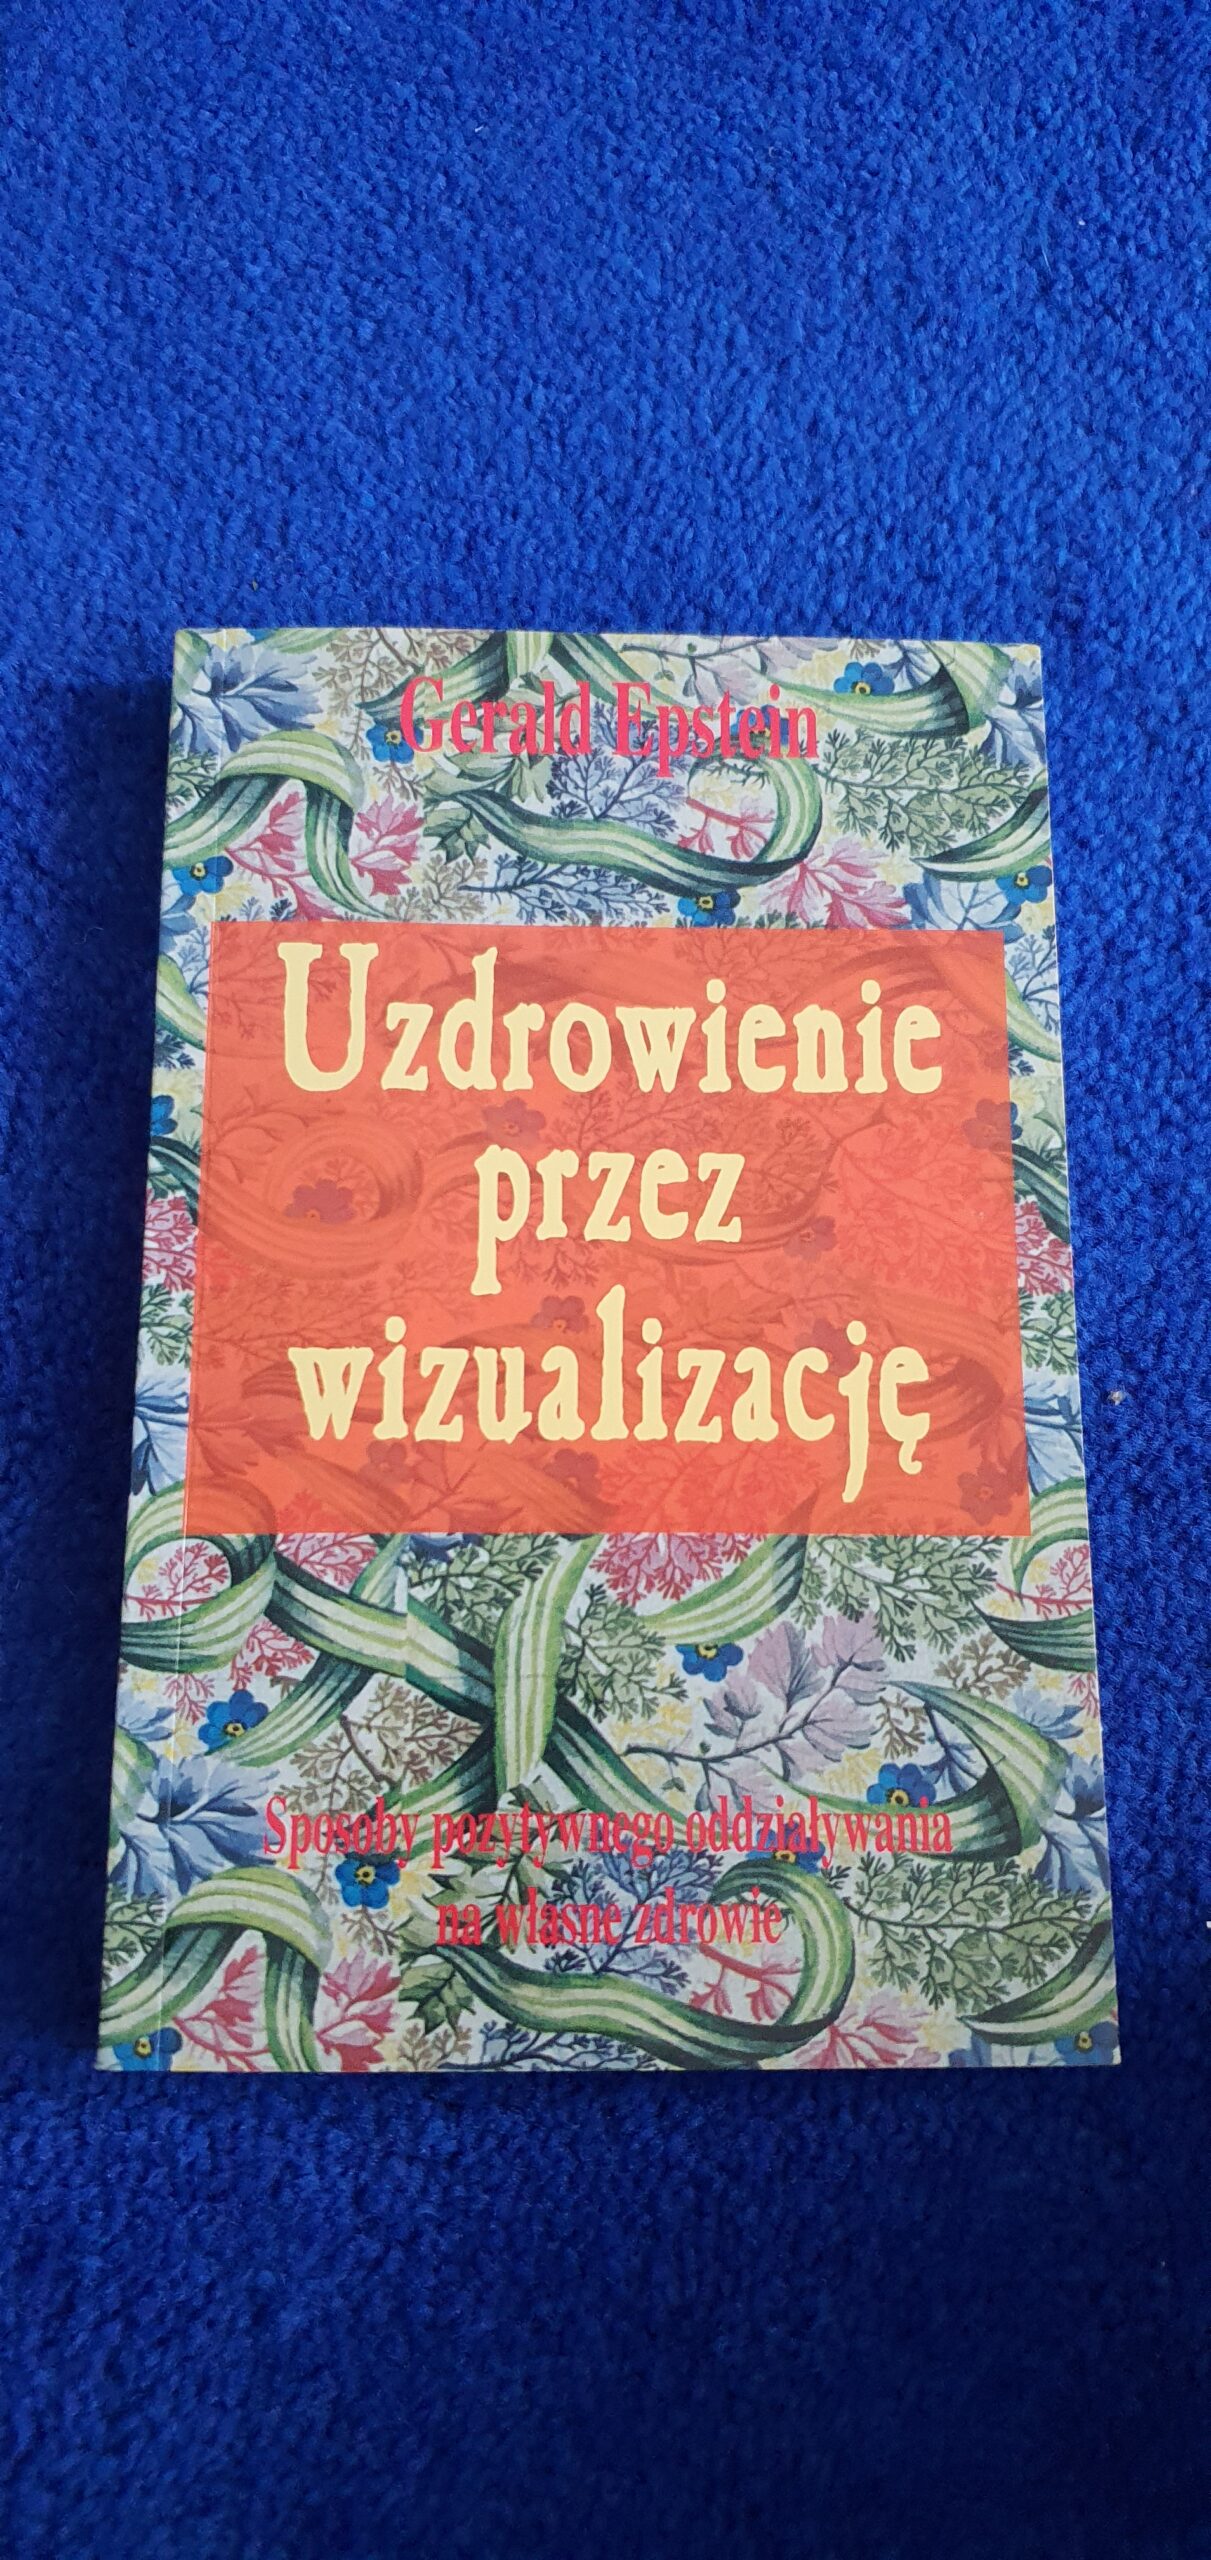 Gerald Epstein
Uzdrowienie
przez
wizualizację
Sposoby pozytywnego oddziaływania
na własne zdrowie